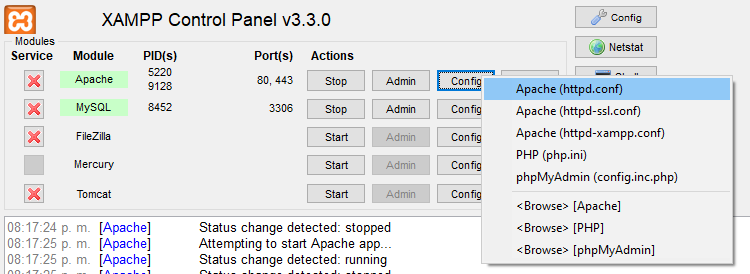 XAMPP Control Panel v3.3.0
Config
Netstat
Modules
Service Module PID(s) Port(s) Actions
Apache 5220 9128 80, 443 Stop Admin Config
MySQL 8452 3306 Stop Admin Config
FileZilla Start Admin Config
Mercury Start Admin Config
Tomcat Start Admin Config
Apache (httpd.conf)
Apache (httpd-ssl.conf)
Apache (httpd-xampp.conf)
PHP (php.ini)
phpMyAdmin (config.inc.php)
<Browse> [Apache]
<Browse> [PHP]
<Browse> [phpMyAdmin]
08:17:24 p. m. [Apache] Status change detected: stopped
08:17:25 p. m. [Apache] Attempting to start Apache app...
08:17:25 p. m. [Apache] Status change detected: running
08:17:25 p. m. [Apache] Status change detected: stopped